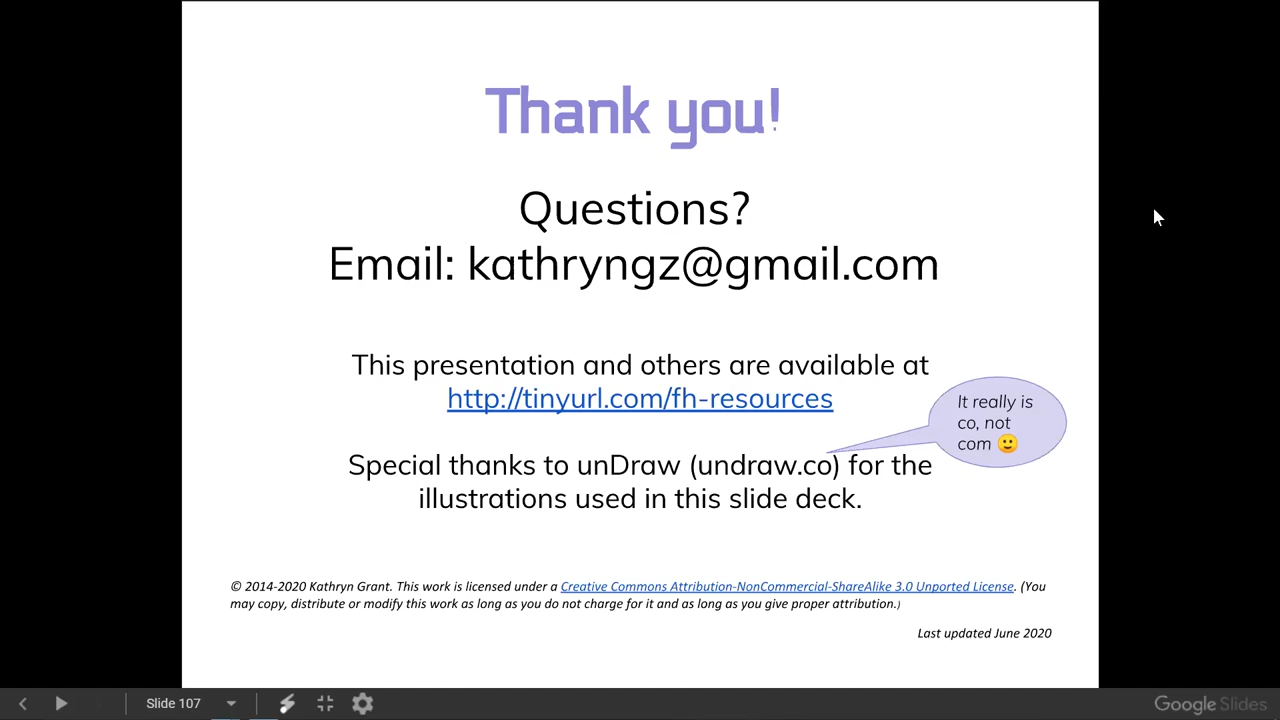 Thank you!
Questions?
Email: kathryngz@gmail.com
This presentation and others are available at
http://tinyurl.com/fh-resources
It really is
co, not
com 🙂
Special thanks to unDraw (undraw.co) for the
illustrations used in this slide deck.
© 2014-2020 Kathryn Grant. This work is licensed under a Creative Commons Attribution-NonCommercial-ShareAlike 3.0 Unported License. (You
may copy, distribute or modify this work as long as you do not charge for it and as long as you give proper attribution.)
Last updated June 2020
Slide 107
Google Slides